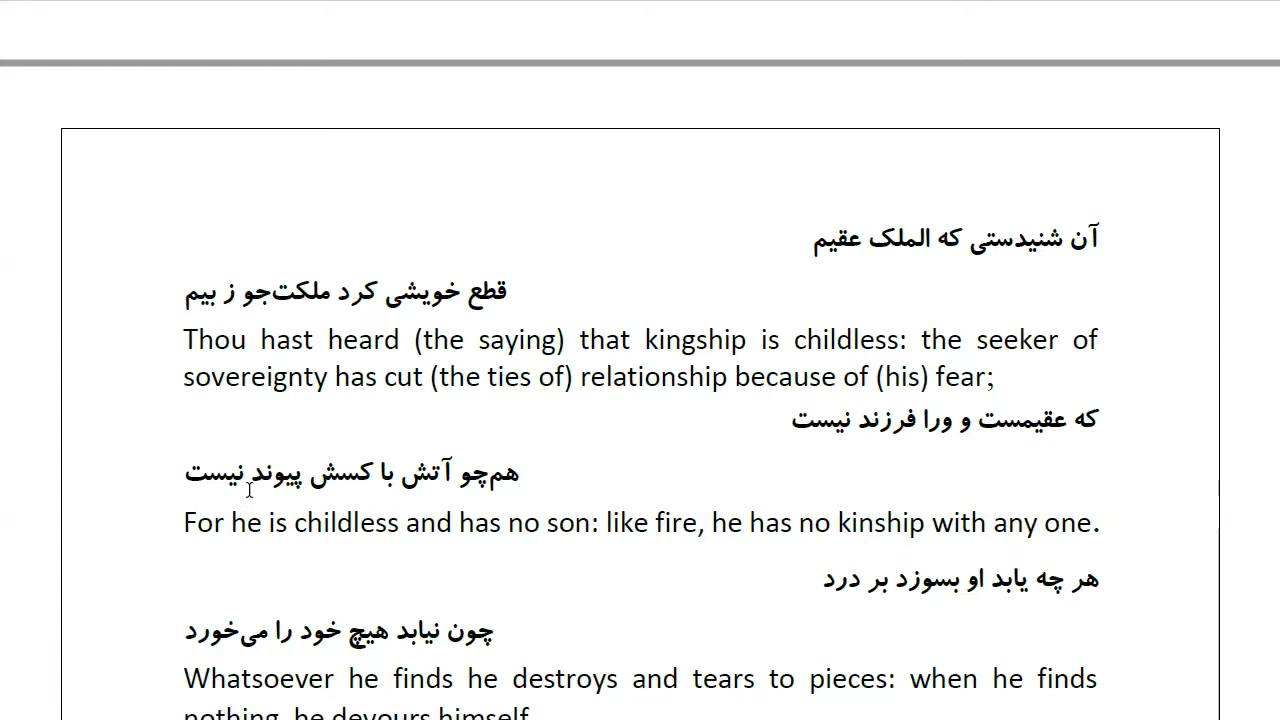 آن شنیدستی که الملک عقیم
قطع خویشی کرد ملکت‌جو ز بیم
Thou hast heard (the saying) that kingship is childless: the seeker of
sovereignty has cut (the ties of) relationship because of (his) fear;
که عقیمست و ورا فرزند نیست
هم‌چو آتش با کسش پیوند نیست
For he is childless and has no son: like fire, he has no kinship with any one.
هر چه یابد او بسوزد بر درد
چون نیابد هیچ خود را می‌خورد
Whatsoever he finds he destroys and tears to pieces: when he finds
nothing, he devours himself.